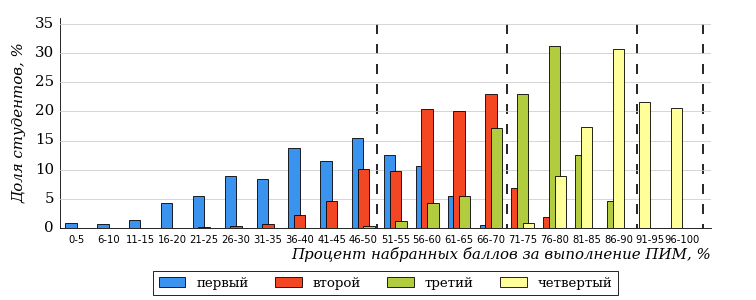 Доля студентов, %
35
30
25
20
15
10
5
0
0-5 6-10 11-15 16-20 21-25 26-30 31-35 36-40 41-45 46-50 51-55 56-60 61-65 66-70 71-75 76-80 81-85 86-90 91-95 96-100
Процент набранных баллов за выполнение ПИМ, %
первый второй третий четвертый